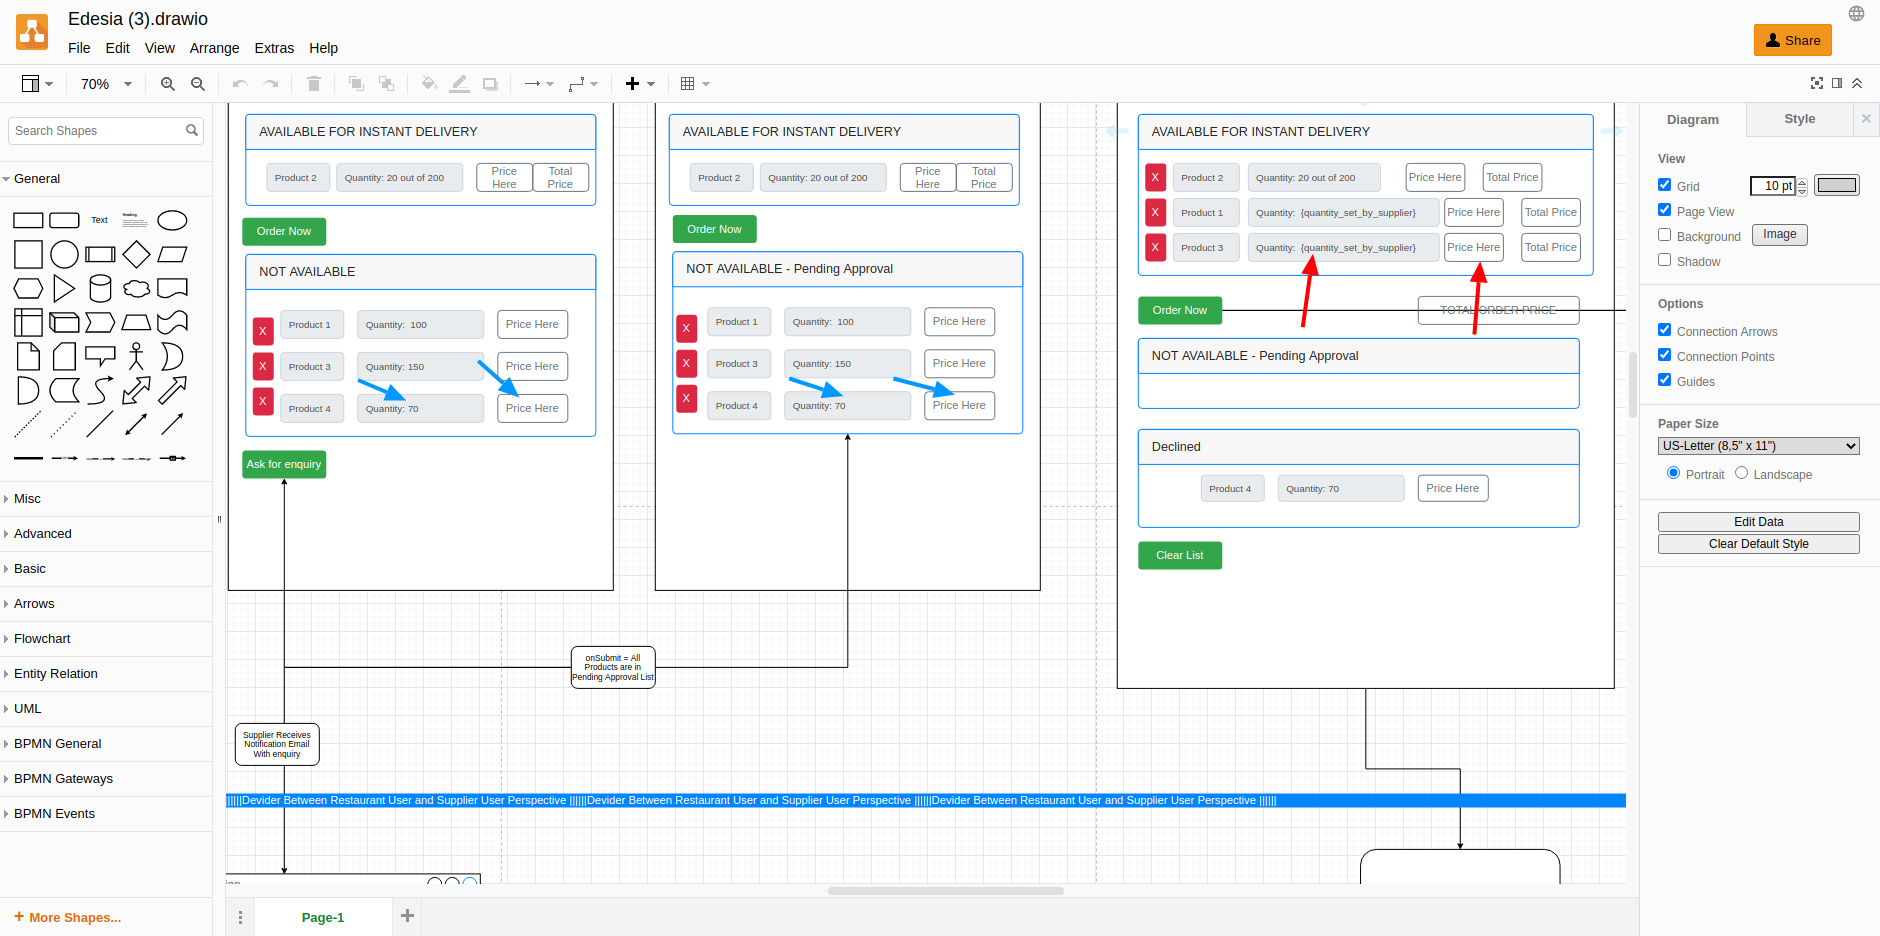 Edesia (3).drawio
File Edit View Arrange Extras Help
Share
70%
Search Shapes
General
Text
Heading
Misc
Advanced
Basic
Arrows
Flowchart
Entity Relation
UML
BPMN General
BPMN Gateways
BPMN Events
+ More Shapes...
AVAILABLE FOR INSTANT DELIVERY
Product 2
Quantity: 20 out of 200
Price
Here
Total
Price
Order Now
NOT AVAILABLE
X
Product 1
Quantity: 100
Price Here
X
Product 3
Quantity: 150
Price Here
X
Product 4
Quantity: 70
Price Here
Ask for enquiry
AVAILABLE FOR INSTANT DELIVERY
Product 2
Quantity: 20 out of 200
Price
Here
Total
Price
Order Now
NOT AVAILABLE - Pending Approval
X
Product 1
Quantity: 100
Price Here
X
Product 3
Quantity: 150
Price Here
X
Product 4
Quantity: 70
Price Here
AVAILABLE FOR INSTANT DELIVERY
X
Product 2
Quantity: 20 out of 200
Price Here
Total Price
X
Product 1
Quantity: {quantity_set_by_supplier}
Price Here
Total Price
X
Product 3
Quantity: {quantity_set_by_supplier}
Price Here
Total Price
Order Now
TOTAL ORDER PRICE
NOT AVAILABLE - Pending Approval
Declined
Product 4
Quantity: 70
Price Here
Clear List
onSubmit = All
Products are in
Pending Approval List
Supplier Receives
Notification Email
With enquiry
||||||Devider Between Restaurant User and Supplier User Perspective ||||||Devider Between Restaurant User and Supplier User Perspective ||||||Devider Between Restaurant User and Supplier User Perspective ||||||
Page-1
Diagram
Style
View
Grid
10 pt
Page View
Background
Image
Shadow
Options
Connection Arrows
Connection Points
Guides
Paper Size
US-Letter (8,5" x 11")
Portrait
Landscape
Edit Data
Clear Default Style